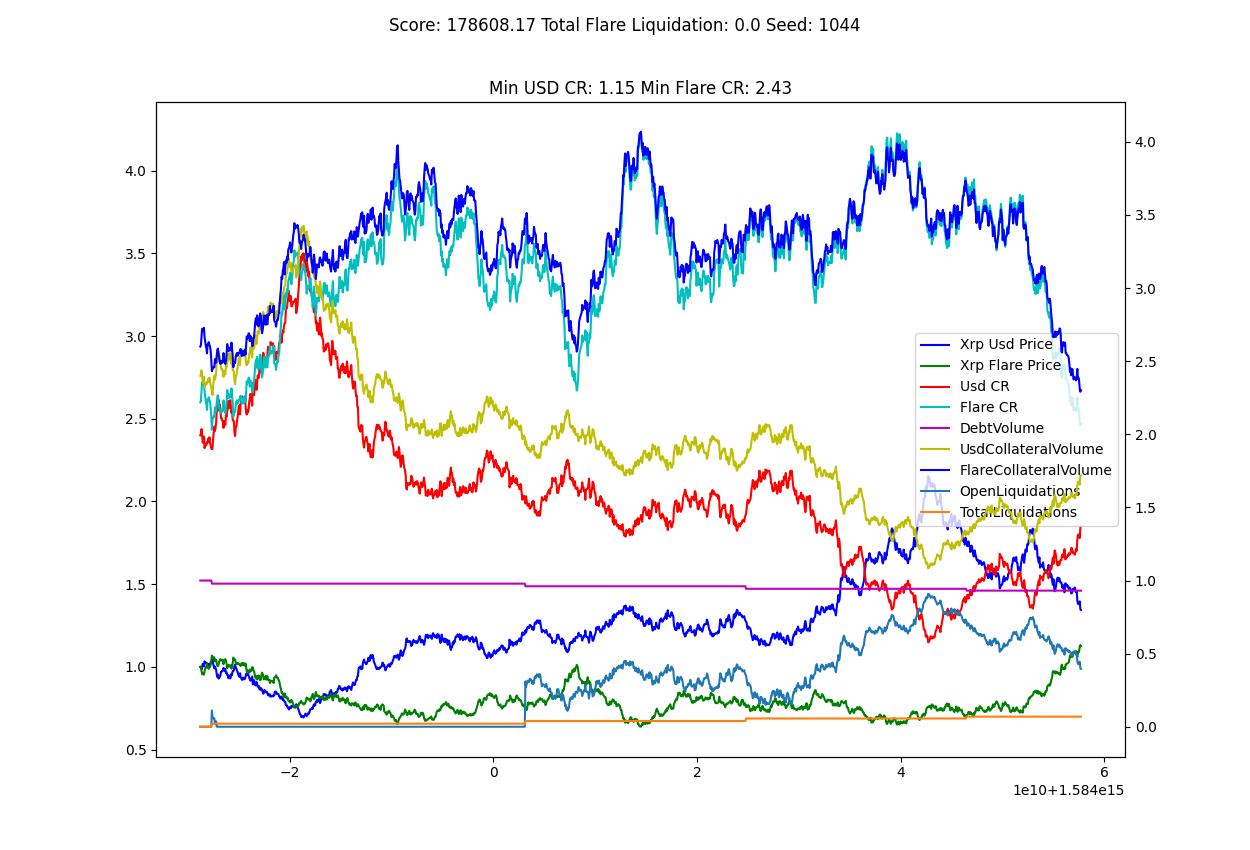 Score: 178608.17 Total Flare Liquidation: 0.0 Seed: 1044
Min USD CR: 1.15 Min Flare CR: 2.43
4.0
3.5
3.0
2.5
2.0
1.5
1.0
0.5
4.0
3.5
3.0
2.5
2.0
1.5
1.0
0.5
0.0
Xrp Usd Price
Xrp Flare Price
Usd CR
Flare CR
DebtVolume
UsdCollateralVolume
FlareCollateralVolume
OpenLiquidations
TotalLiquidations
−2 0 2 4 6
1e10+1.584e15